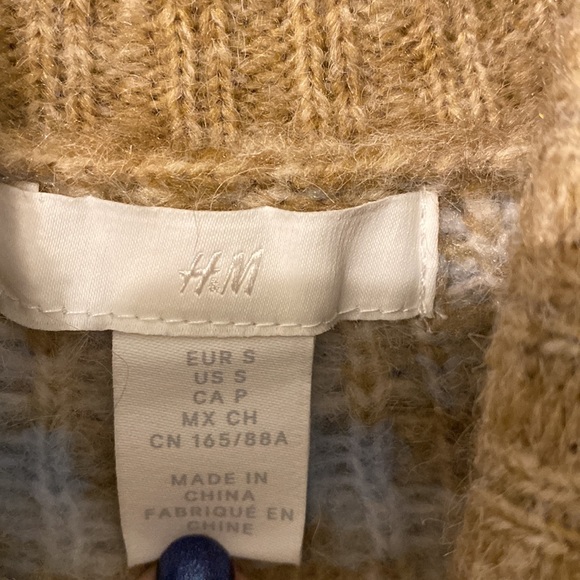 H&M
EUR S
US S
CA P
MX CH
CN 165/88A
MADE IN
CHINA
FABRIQUÉ EN
CHINE